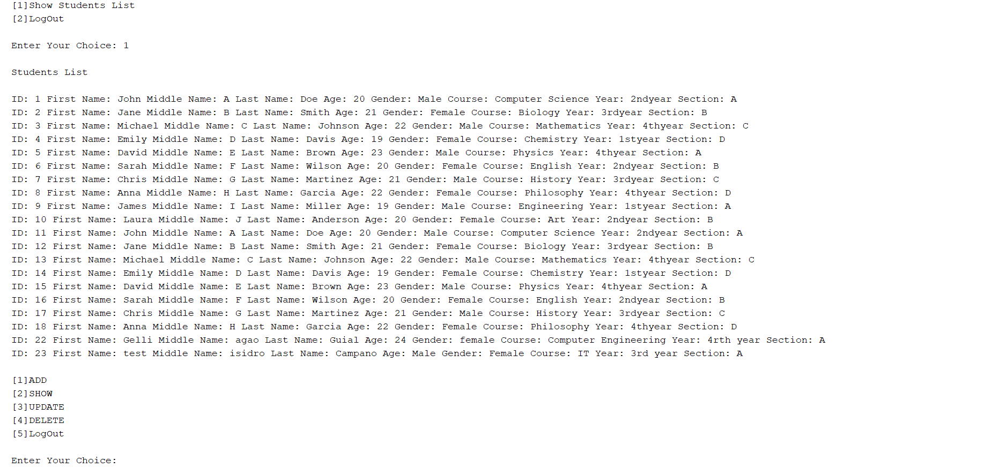 [1]Show Students List
[2]LogOut
Enter Your Choice: 1
Students List
ID: 1 First Name: John Middle Name: A Last Name: Doe Age: 20 Gender: Male Course: Computer Science Year: 2ndyear Section: A
ID: 2 First Name: Jane Middle Name: B Last Name: Smith Age: 21 Gender: Female Course: Biology Year: 3rdyear Section: B
ID: 3 First Name: Michael Middle Name: C Last Name: Johnson Age: 22 Gender: Male Course: Mathematics Year: 4thyear Section: C
ID: 4 First Name: Emily Middle Name: D Last Name: Davis Age: 19 Gender: Female Course: Chemistry Year: 1styear Section: D
ID: 5 First Name: David Middle Name: E Last Name: Brown Age: 23 Gender: Male Course: Physics Year: 4thyear Section: A
ID: 6 First Name: Sarah Middle Name: F Last Name: Wilson Age: 20 Gender: Female Course: English Year: 2ndyear Section: B
ID: 7 First Name: Chris Middle Name: G Last Name: Martinez Age: 21 Gender: Male Course: History Year: 3rdyear Section: C
ID: 8 First Name: Anna Middle Name: H Last Name: Garcia Age: 22 Gender: Female Course: Philosophy Year: 4thyear Section: D
ID: 9 First Name: James Middle Name: I Last Name: Miller Age: 19 Gender: Male Course: Engineering Year: 1styear Section: A
ID: 10 First Name: Laura Middle Name: J Last Name: Anderson Age: 20 Gender: Female Course: Art Year: 2ndyear Section: B
ID: 11 First Name: John Middle Name: A Last Name: Doe Age: 20 Gender: Male Course: Computer Science Year: 2ndyear Section: A
ID: 12 First Name: Jane Middle Name: B Last Name: Smith Age: 21 Gender: Female Course: Biology Year: 3rdyear Section: B
ID: 13 First Name: Michael Middle Name: C Last Name: Johnson Age: 22 Gender: Male Course: Mathematics Year: 4thyear Section: C
ID: 14 First Name: Emily Middle Name: D Last Name: Davis Age: 19 Gender: Female Course: Chemistry Year: 1styear Section: D
ID: 15 First Name: David Middle Name: E Last Name: Brown Age: 23 Gender: Male Course: Physics Year: 4thyear Section: A
ID: 16 First Name: Sarah Middle Name: F Last Name: Wilson Age: 20 Gender: Female Course: English Year: 2ndyear Section: B
ID: 17 First Name: Chris Middle Name: G Last Name: Martinez Age: 21 Gender: Male Course: History Year: 3rdyear Section: C
ID: 18 First Name: Anna Middle Name: H Last Name: Garcia Age: 22 Gender: Female Course: Philosophy Year: 4thyear Section: D
ID: 22 First Name: Gelli Middle Name: agao Last Name: Guial Age: 24 Gender: female Course: Computer Engineering Year: 4rth year Section: A
ID: 23 First Name: test Middle Name: isidro Last Name: Campano Age: Male Gender: Female Course: IT Year: 3rd year Section: A
[1]ADD
[2]SHOW
[3]UPDATE
[4]DELETE
[5]LogOut
Enter Your Choice: